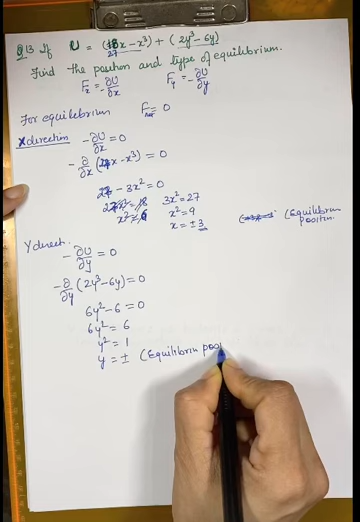 Q13 If U = (27x - x³) + (2y³ - 6y)
Find the position and type of equilibrium.
Fx = -∂U/∂x Fy = -∂U/∂y
For equilibrium Fnet = 0
X direction -∂U/∂x = 0
-∂/∂x (27x - x³) = 0
27 - 3x² = 0
3x² = 27
x² = 9
x = ±3 (Equilibrium position.
Y direct.
-∂U/∂y = 0
-∂/∂y (2y³ - 6y) = 0
6y² - 6 = 0
6y² = 6
y² = 1
y = ± (Equilibrium